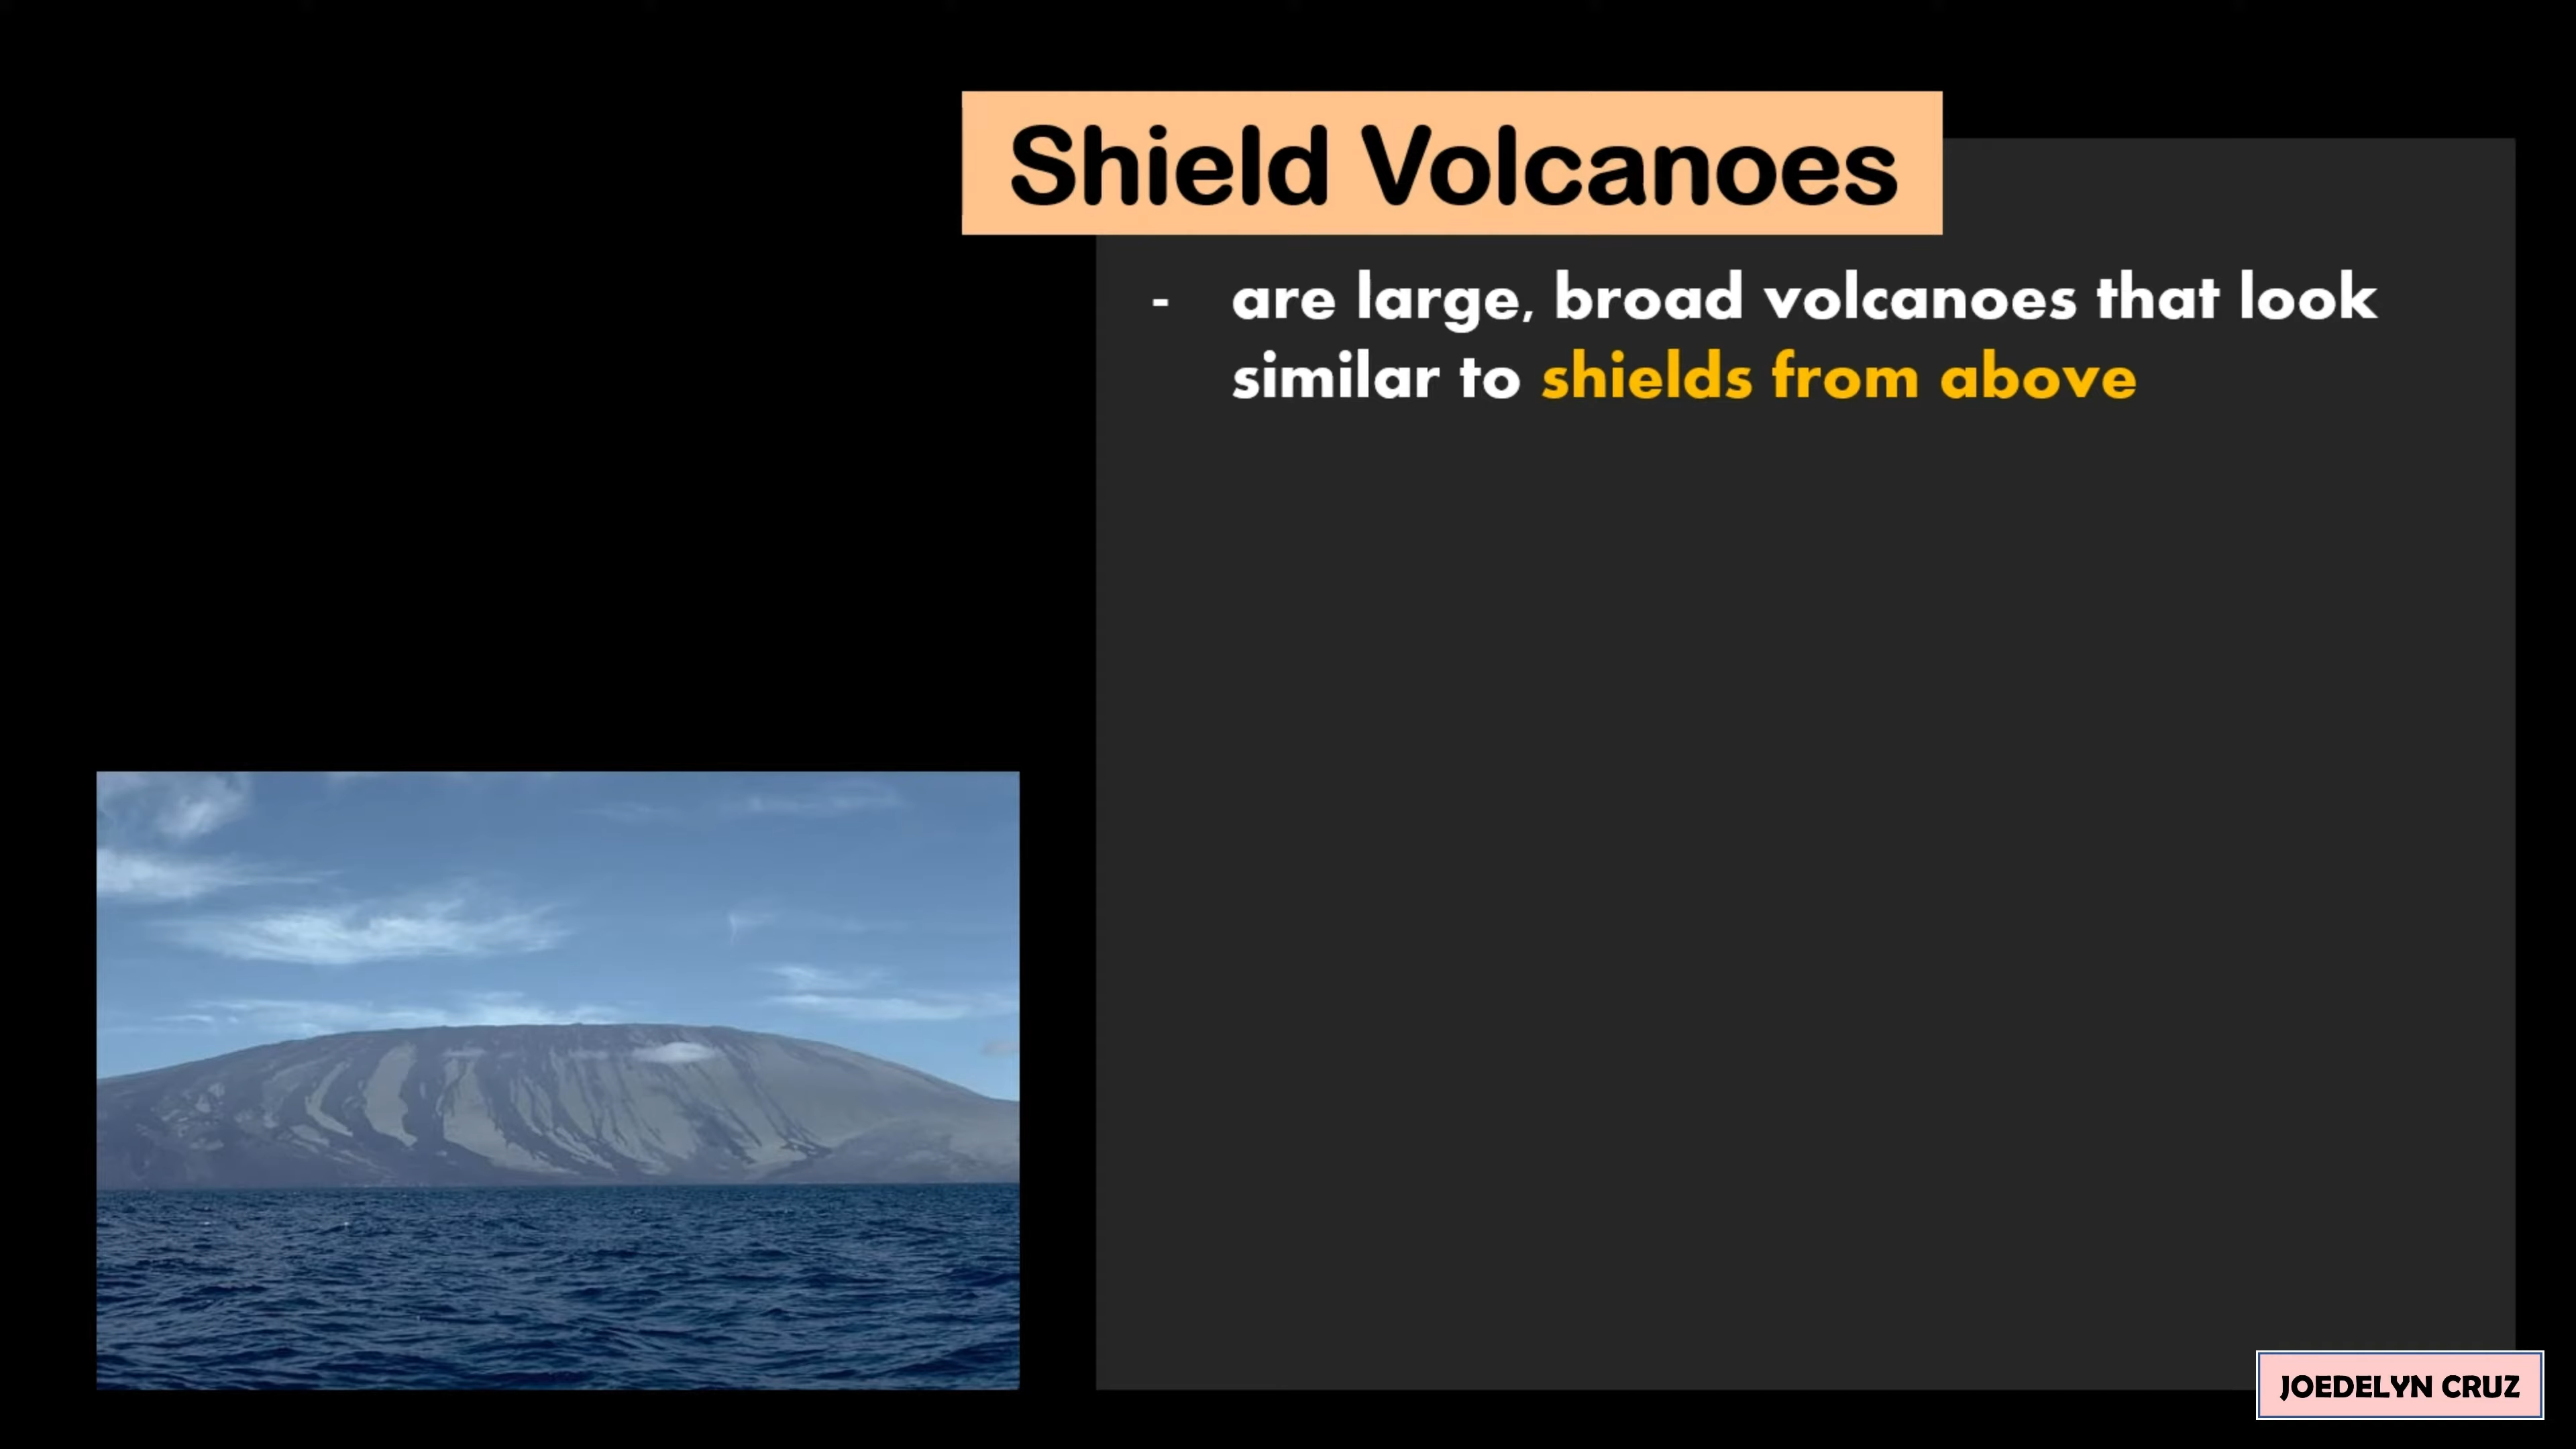 Shield Volcanoes
- are large, broad volcanoes that look
similar to shields from above
JOEDELYN CRUZ